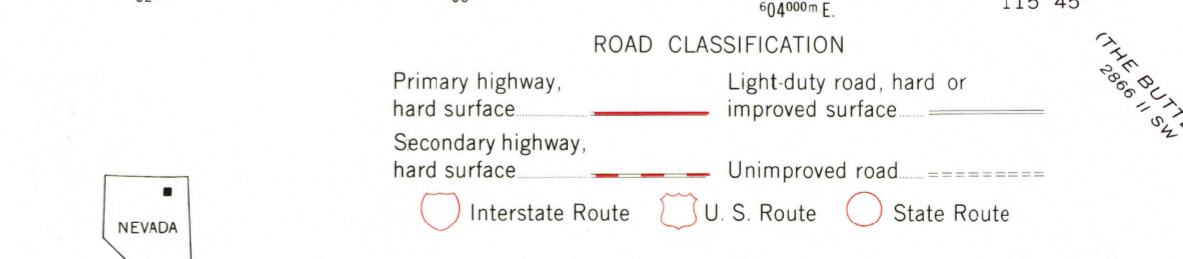 604000m E.
115°45'
ROAD CLASSIFICATION
Primary highway,
hard surface
Light-duty road, hard or
improved surface
Secondary highway,
hard surface
Unimproved road
Interstate Route
U. S. Route
State Route
NEVADA
(THE BUTTE
2866 II SW